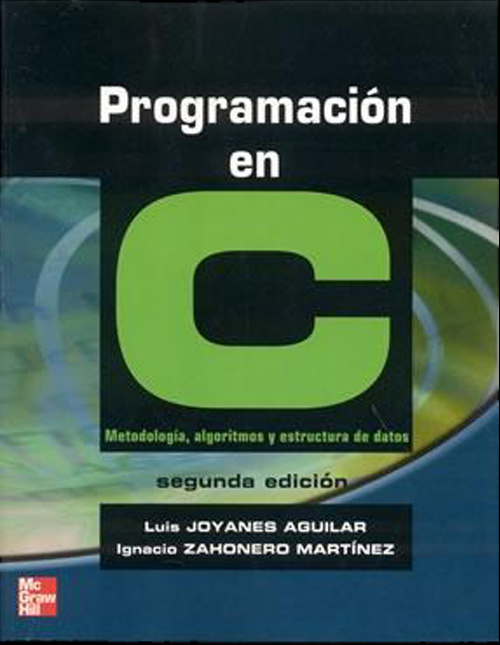 Programación
en
C
Metodología, algoritmos y estructura de datos
segunda edición
Luis JOYANES AGUILAR
Ignacio ZAHONERO MARTÍNEZ
Mc
Graw
Hill